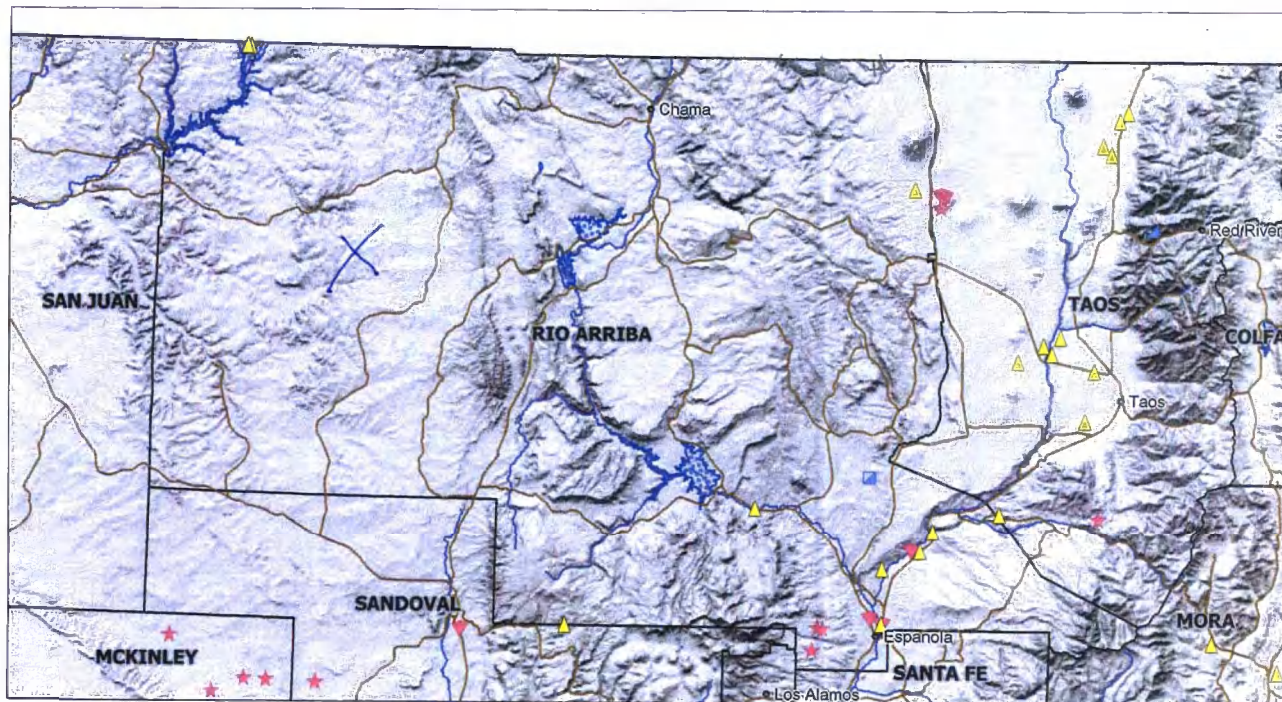 Chama
Red River
SAN JUAN
TAOS
RIO ARRIBA
COLFA
Taos
SANDOVAL
MORA
Espanola
MCKINLEY
SANTA FE
Los Alamos